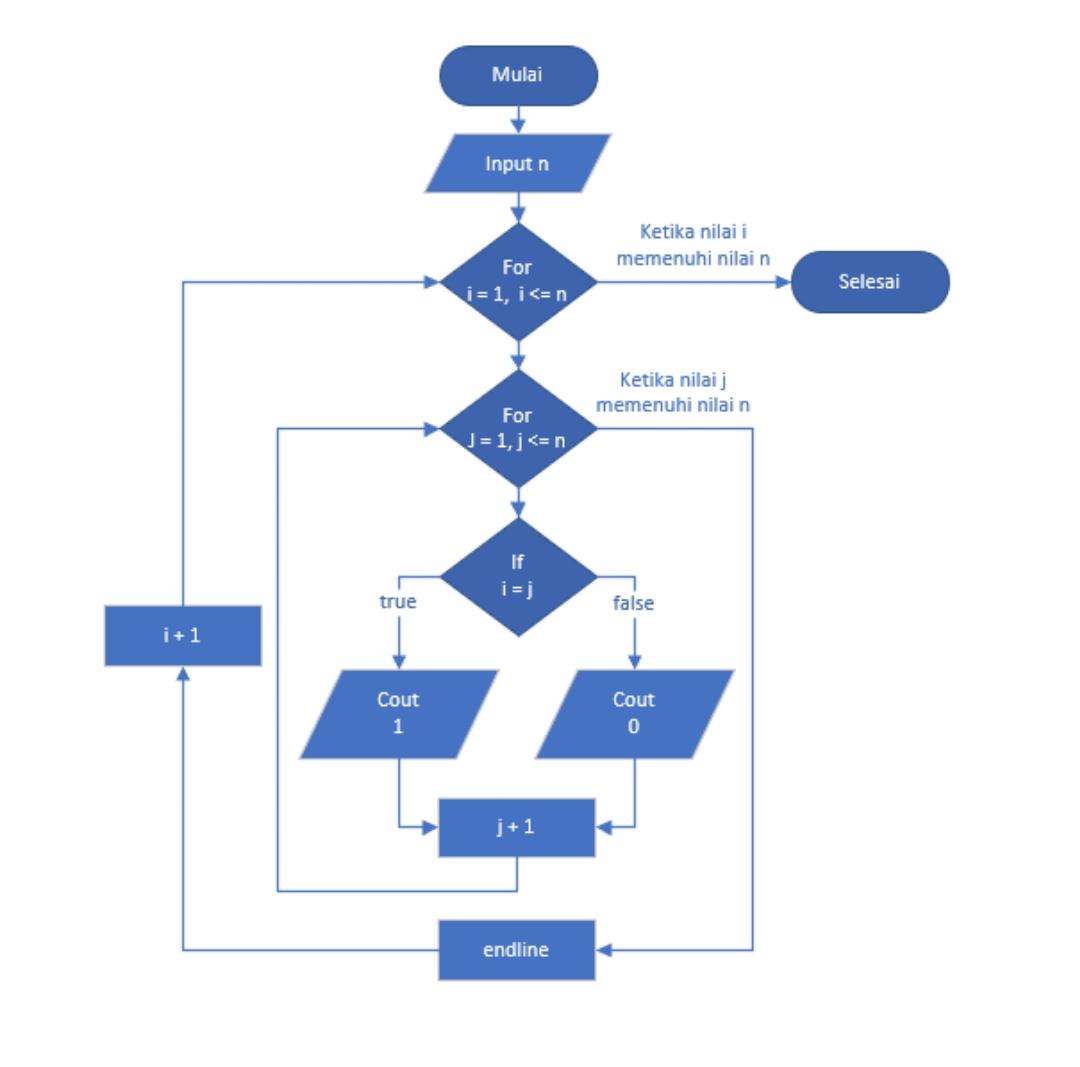 Mulai
Input n
For
i = 1,  i <= n
Ketika nilai i
memenuhi nilai n
Selesai
For
J = 1, j <= n
Ketika nilai j
memenuhi nilai n
If
i = j
true
false
i + 1
Cout
1
Cout
0
j + 1
endline